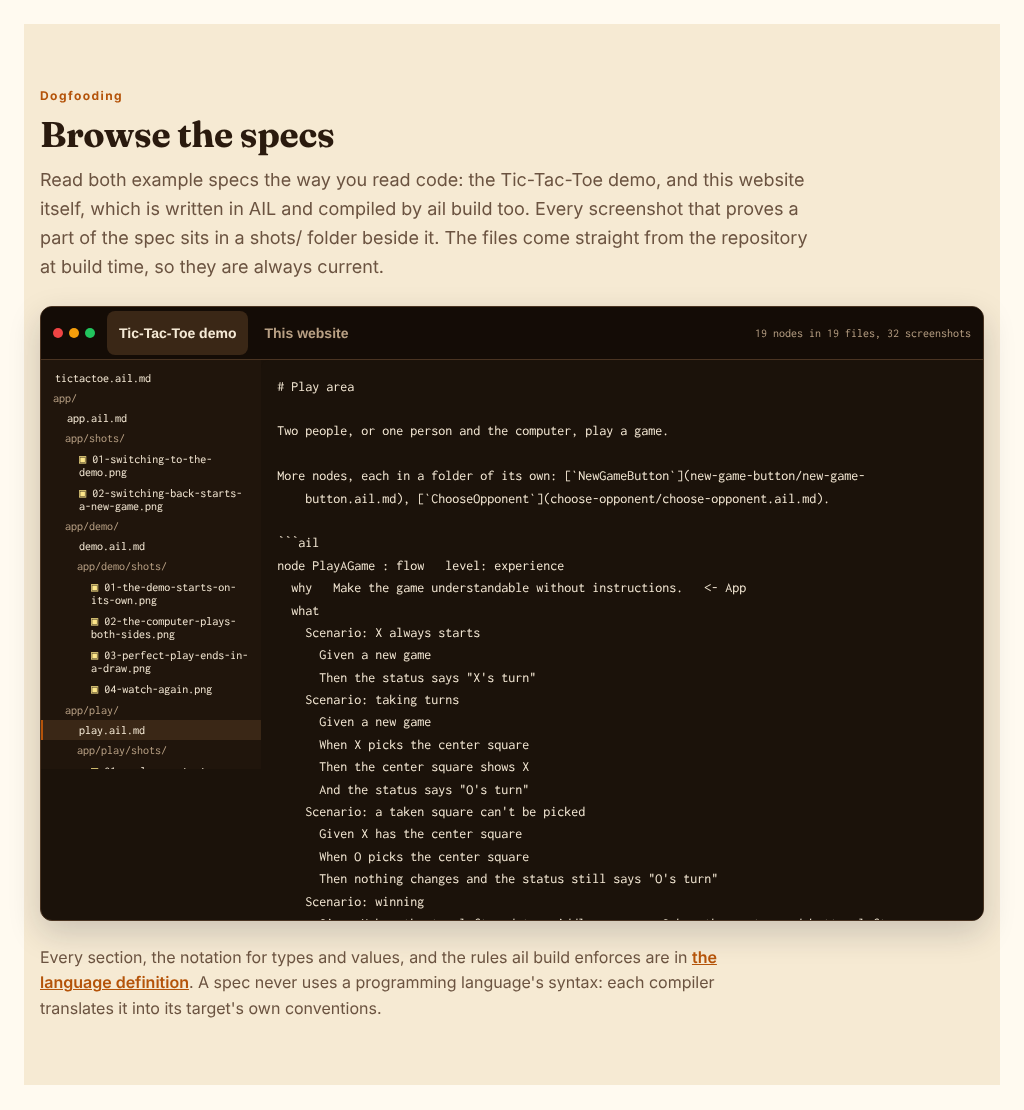 Dogfooding
Browse the specs
Read both example specs the way you read code: the Tic-Tac-Toe demo, and this website
itself, which is written in AIL and compiled by ail build too. Every screenshot that proves a
part of the spec sits in a shots/ folder beside it. The files come straight from the repository
at build time, so they are always current.
Tic-Tac-Toe demo
This website
19 nodes in 19 files, 32 screenshots
tictactoe.ail.md
app/
app.ail.md
app/shots/
▣ 01-switching-to-the-
demo.png
▣ 02-switching-back-starts-
a-new-game.png
app/demo/
demo.ail.md
app/demo/shots/
▣ 01-the-demo-starts-on-
its-own.png
▣ 02-the-computer-plays-
both-sides.png
▣ 03-perfect-play-ends-in-
a-draw.png
▣ 04-watch-again.png
app/play/
play.ail.md
app/play/shots/
# Play area
Two people, or one person and the computer, play a game.
More nodes, each in a folder of its own: [`NewGameButton`](new-game-button/new-game-
button.ail.md), [`ChooseOpponent`](choose-opponent/choose-opponent.ail.md).
```ail
node PlayAGame : flow   level: experience
why   Make the game understandable without instructions.   <- App
what
Scenario: X always starts
Given a new game
Then the status says "X's turn"
Scenario: taking turns
Given a new game
When X picks the center square
Then the center square shows X
And the status says "O's turn"
Scenario: a taken square can't be picked
Given X has the center square
When O picks the center square
Then nothing changes and the status still says "O's turn"
Scenario: winning
Every section, the notation for types and values, and the rules ail build enforces are in the
language definition. A spec never uses a programming language's syntax: each compiler
translates it into its target's own conventions.